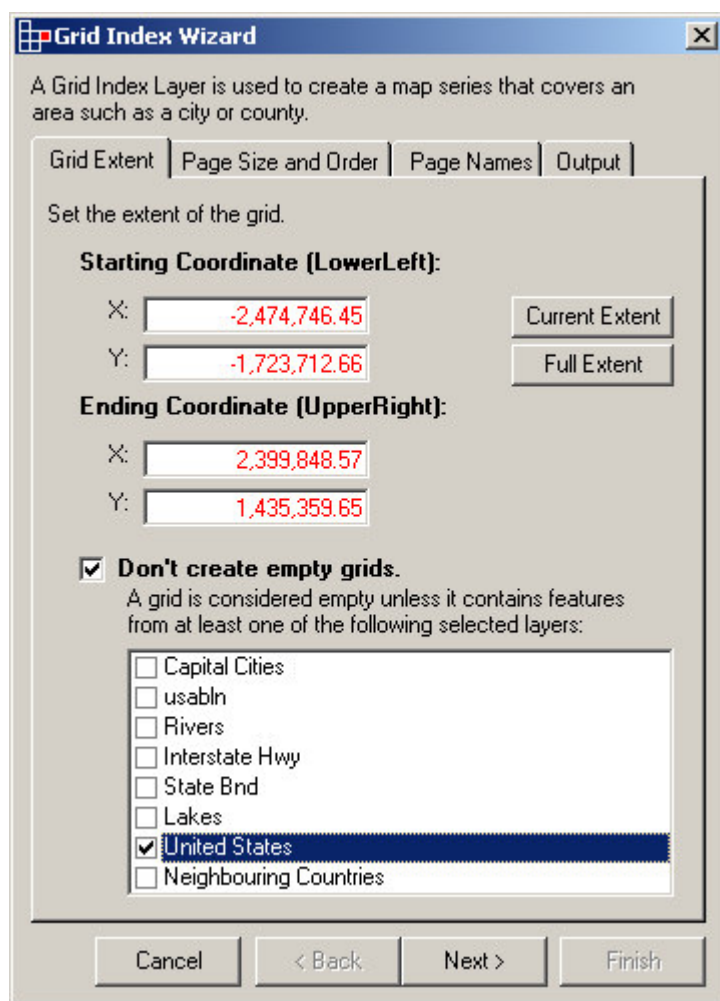 Grid Index Wizard
A Grid Index Layer is used to create a map series that covers an
area such as a city or county.
Grid Extent Page Size and Order Page Names Output
Set the extent of the grid.
Starting Coordinate (LowerLeft):
X: -2,474,746.45 Current Extent
Y: -1,723,712.66 Full Extent
Ending Coordinate (UpperRight):
X: 2,399,848.57
Y: 1,435,359.65
Don't create empty grids.
A grid is considered empty unless it contains features
from at least one of the following selected layers:
Capital Cities
usabln
Rivers
Interstate Hwy
State Bnd
Lakes
United States
Neighbouring Countries
Cancel < Back Next > Finish